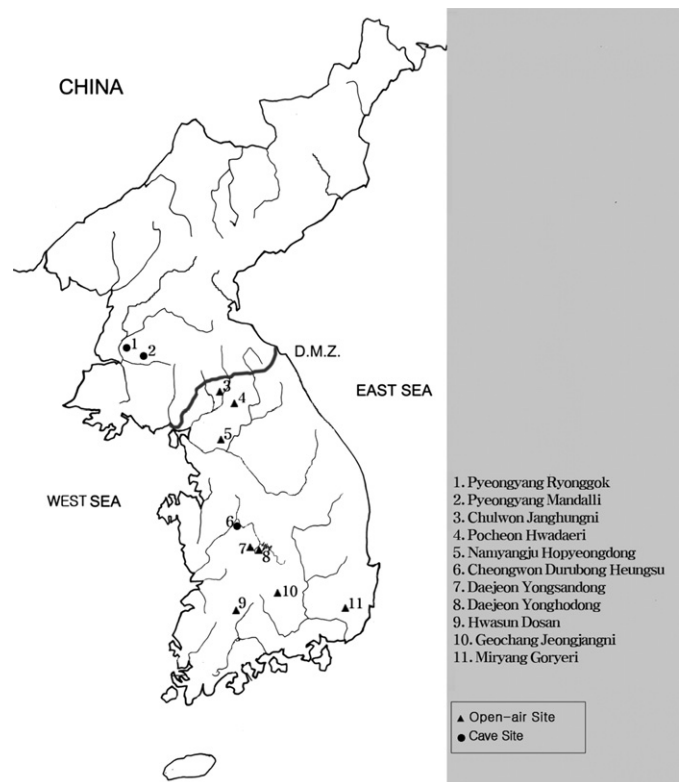 CHINA
1
2
D.M.Z.
3
4
EAST SEA
5
WEST SEA
6
7
8
10
9
11
1. Pyeongyang Ryonggok
2. Pyeongyang Mandalli
3. Chulwon Janghungni
4. Pocheon Hwadaeri
5. Namyangju Hopyeongdong
6. Cheongwon Durubong Heungsu
7. Daejeon Yongsandong
8. Daejeon Yonghodong
9. Hwasun Dosan
10. Geochang Jeongjangni
11. Miryang Goryeri
▲ Open-air Site
● Cave Site